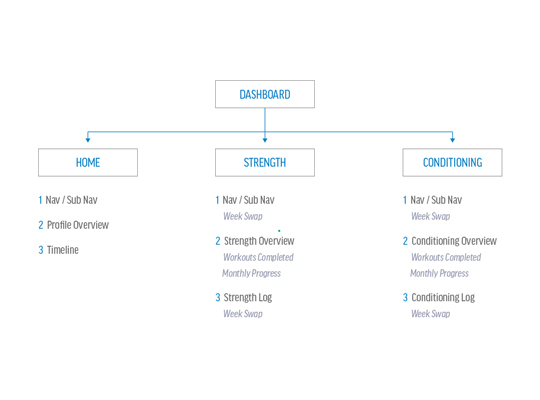 DASHBOARD
HOME
1 Nav / Sub Nav
2 Profile Overview
3 Timeline
STRENGTH
1 Nav / Sub Nav
Week Swap
2 Strength Overview
Workouts Completed
Monthly Progress
3 Strength Log
Week Swap
CONDITIONING
1 Nav / Sub Nav
Week Swap
2 Conditioning Overview
Workouts Completed
Monthly Progress
3 Conditioning Log
Week Swap